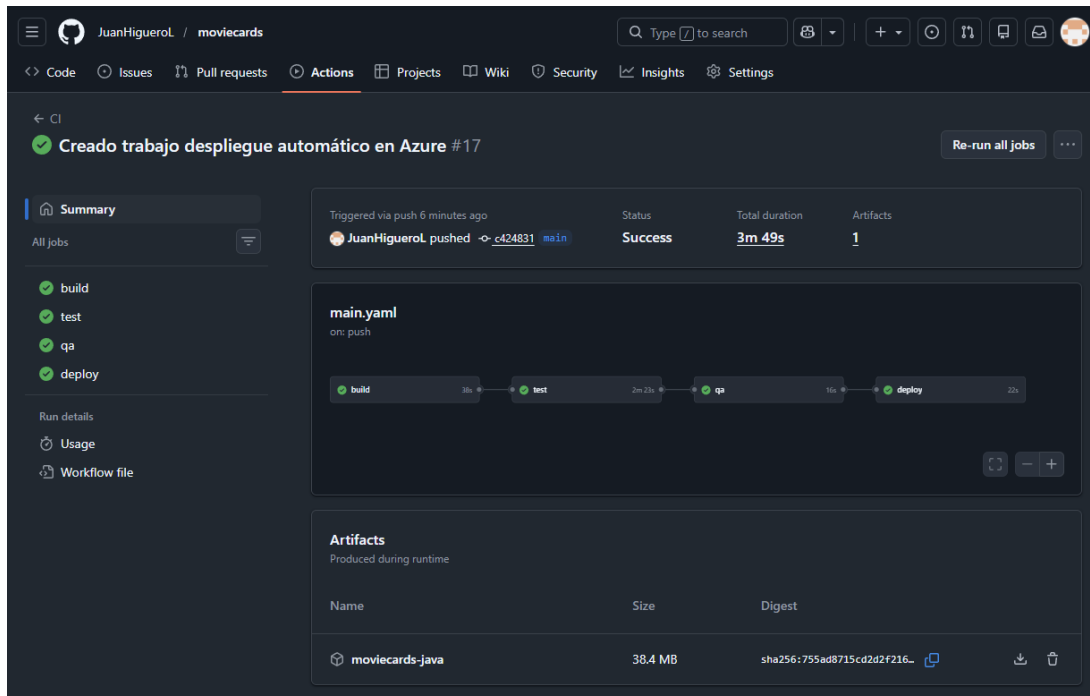 JuanHigueroL / moviecards
Type / to search
Code Issues Pull requests Actions Projects Wiki Security Insights Settings
← CI
Creado trabajo despliegue automático en Azure #17
Re-run all jobs
Summary
All jobs
build
test
qa
deploy
Run details
Usage
Workflow file
Triggered via push 6 minutes ago
JuanHigueroL pushed c424831 main
Status
Success
Total duration
3m 49s
Artifacts
1
main.yaml
on: push
build 38s
test 2m 23s
qa 16s
deploy 22s
Artifacts
Produced during runtime
Name Size Digest
moviecards-java 38.4 MB sha256:755ad8715cd2d2f216…